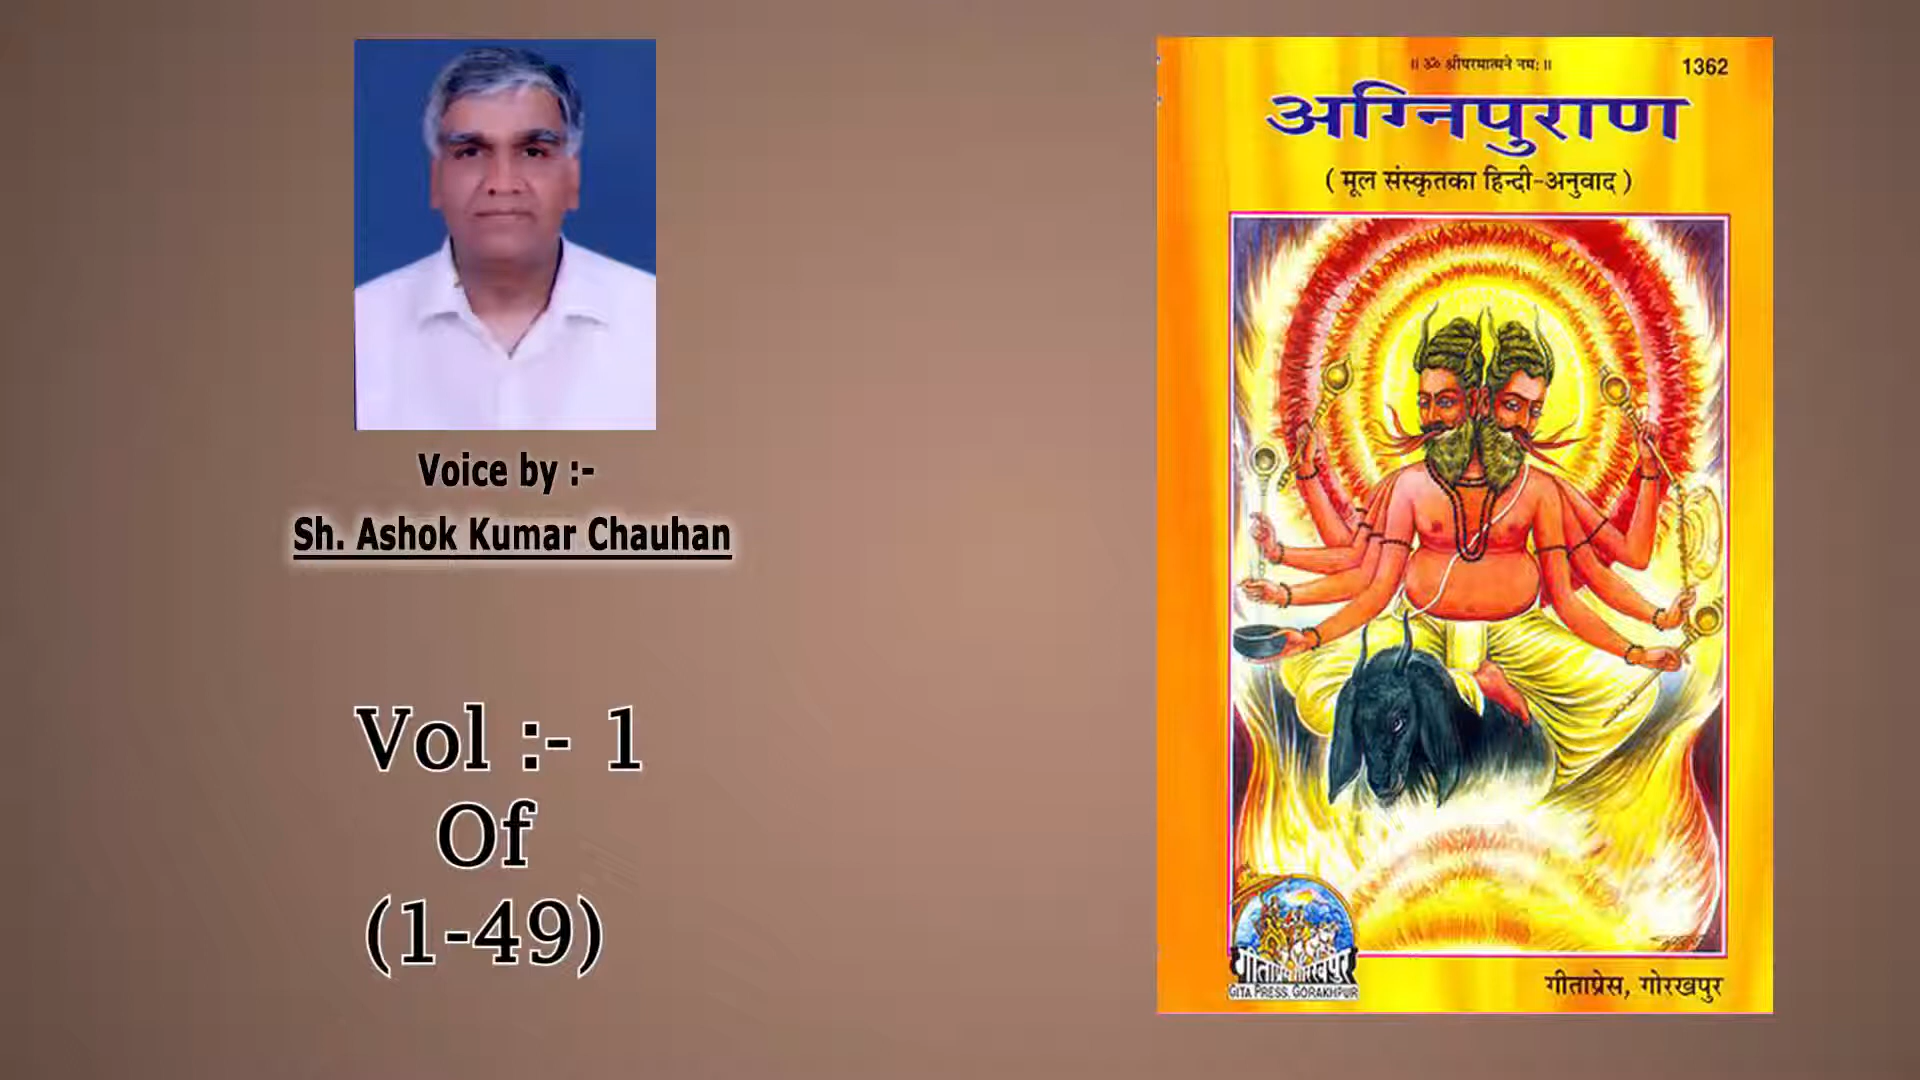 Voice by :-
Sh. Ashok Kumar Chauhan
Vol :- 1
Of
(1-49)
॥ ॐ श्रीपरमात्मने नमः ॥
1362
अग्निपुराण
( मूल संस्कृतका हिन्दी-अनुवाद )
गीताप्रेस गोरखपुर
GITA PRESS, GORAKHPUR
गीताप्रेस, गोरखपुर